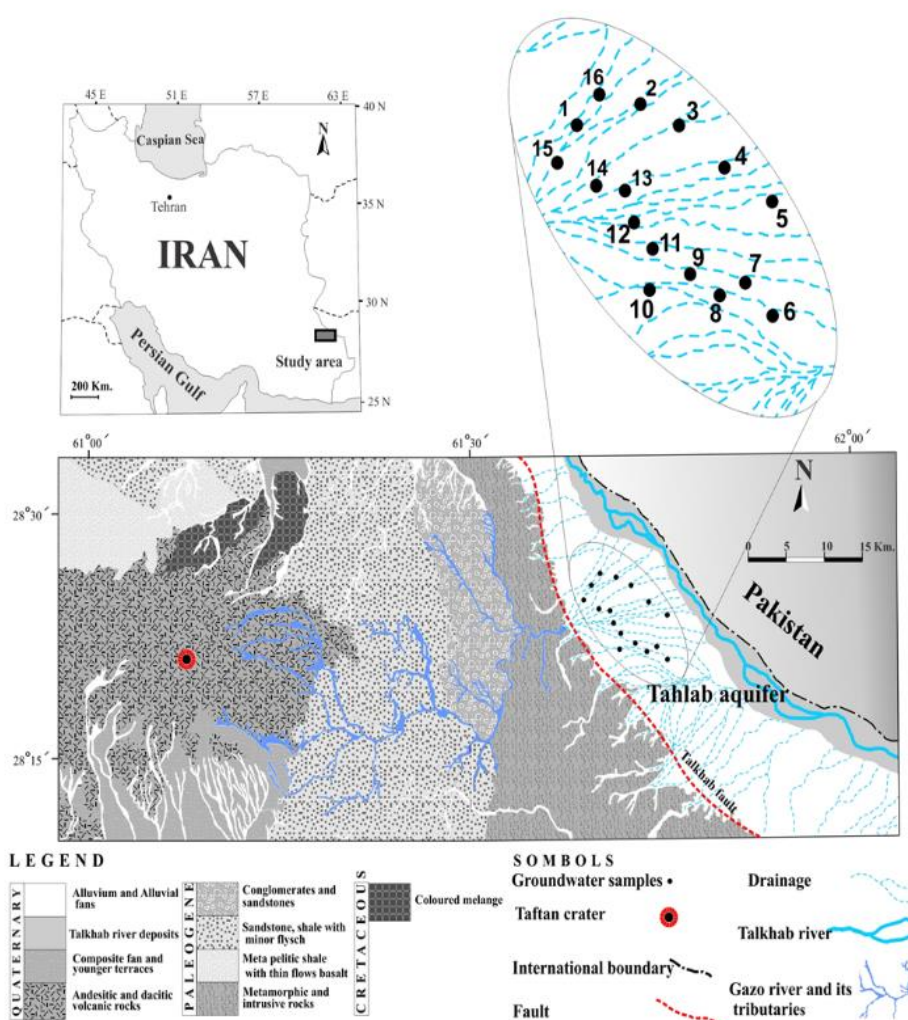 45 E 51 E 57 E 63 E
40 N
Caspian Sea
N
Tehran
35 N
IRAN
30 N
Persian Gulf
Study area
200 Km.
25 N
16
2
1
3
15
4
14
13
5
12
11
9
7
10
8
6
61°00′ 61°30′ 62°00′
28°30′
N
0 5 10 15 Km.
Pakistan
Tahlab aquifer
28°15′
Talkhab fault
LEGEND
QUATERNARY
Alluvium and Alluvial
fans
Talkhab river deposits
Composite fan and
younger terraces
Andesitic and dacitic
volcanic rocks
PALEOGENE
Conglomerates and
sandstones
Sandstone, shale with
minor flysch
Meta pelitic shale
with thin flows basalt
Metamorphic and
intrusive rocks
CRETACEOUS
Coloured melange
SOMBOLS
Groundwater samples
Taftan crater
International boundary
Fault
Drainage
Talkhab river
Gazo river and its
tributaries